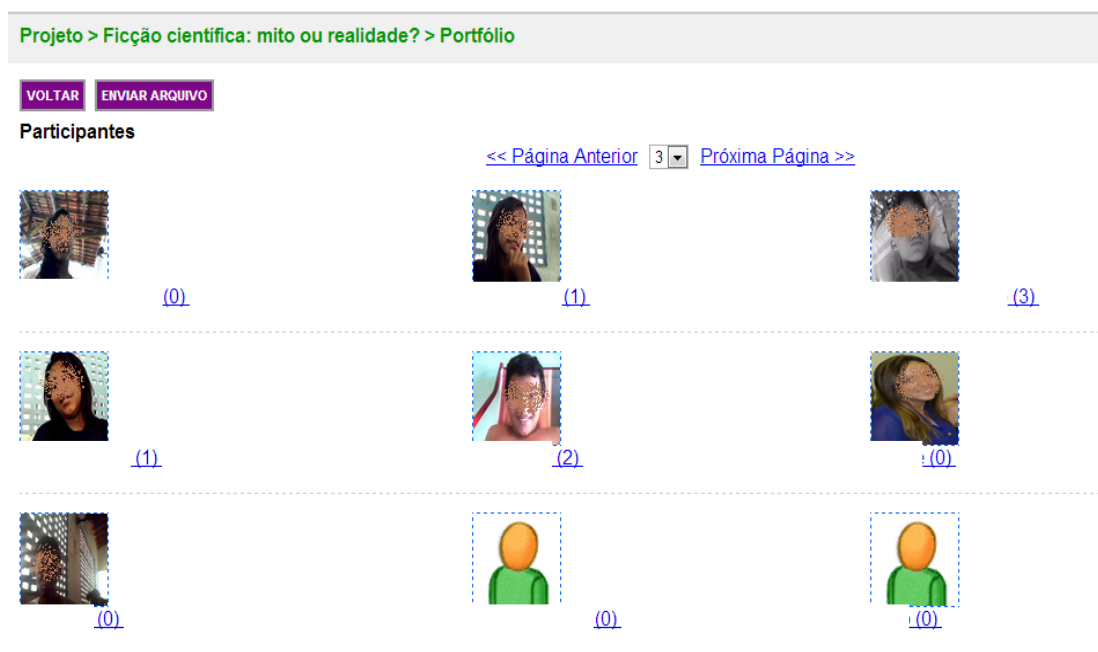 Projeto > Ficção científica: mito ou realidade? > Portfólio
VOLTAR ENVIAR ARQUIVO
Participantes
<< Página Anterior 3 Próxima Página >>
(0) (1) (3)
(1) (2) (0)
(0) (0) (0)